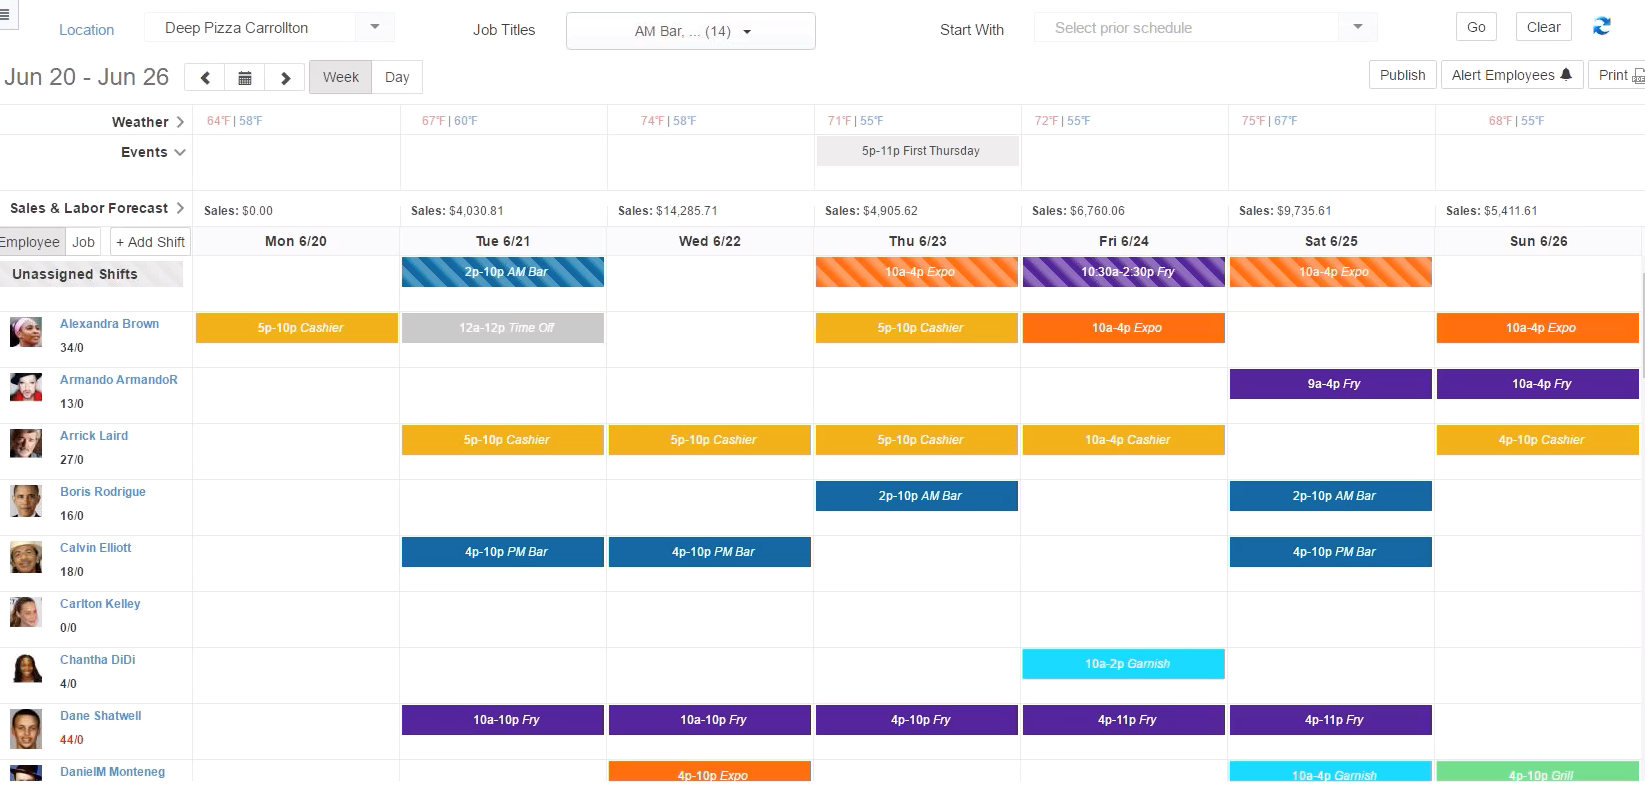 Location Deep Pizza Carrollton Job Titles AM Bar, ... (14) Start With Select prior schedule Go Clear
Jun 20 - Jun 26 Week Day Publish Alert Employees Print
Weather 64°F | 58°F 67°F | 60°F 74°F | 58°F 71°F | 55°F 72°F | 55°F 75°F | 67°F 68°F | 55°F
Events 5p-11p First Thursday
Sales & Labor Forecast Sales: $0.00 Sales: $4,030.81 Sales: $14,285.71 Sales: $4,905.62 Sales: $6,760.06 Sales: $9,735.61 Sales: $5,411.61
Employee Job + Add Shift Mon 6/20 Tue 6/21 Wed 6/22 Thu 6/23 Fri 6/24 Sat 6/25 Sun 6/26
Unassigned Shifts 2p-10p AM Bar 10a-4p Expo 10:30a-2:30p Fry 10a-4p Expo
Alexandra Brown 5p-10p Cashier 12a-12p Time Off 5p-10p Cashier 10a-4p Expo 10a-4p Expo
34/0
Armando ArmandoR 9a-4p Fry 10a-4p Fry
13/0
Arrick Laird 5p-10p Cashier 5p-10p Cashier 5p-10p Cashier 10a-4p Cashier 4p-10p Cashier
27/0
Boris Rodrigue 2p-10p AM Bar 2p-10p AM Bar
16/0
Calvin Elliott 4p-10p PM Bar 4p-10p PM Bar 4p-10p PM Bar
18/0
Carlton Kelley
0/0
Chantha DiDi 10a-2p Garnish
4/0
Dane Shatwell 10a-10p Fry 10a-10p Fry 4p-10p Fry 4p-11p Fry 4p-11p Fry
44/0
DanielM Monteneg 4p-10p Expo 10a-4p Garnish 4p-10p Grill